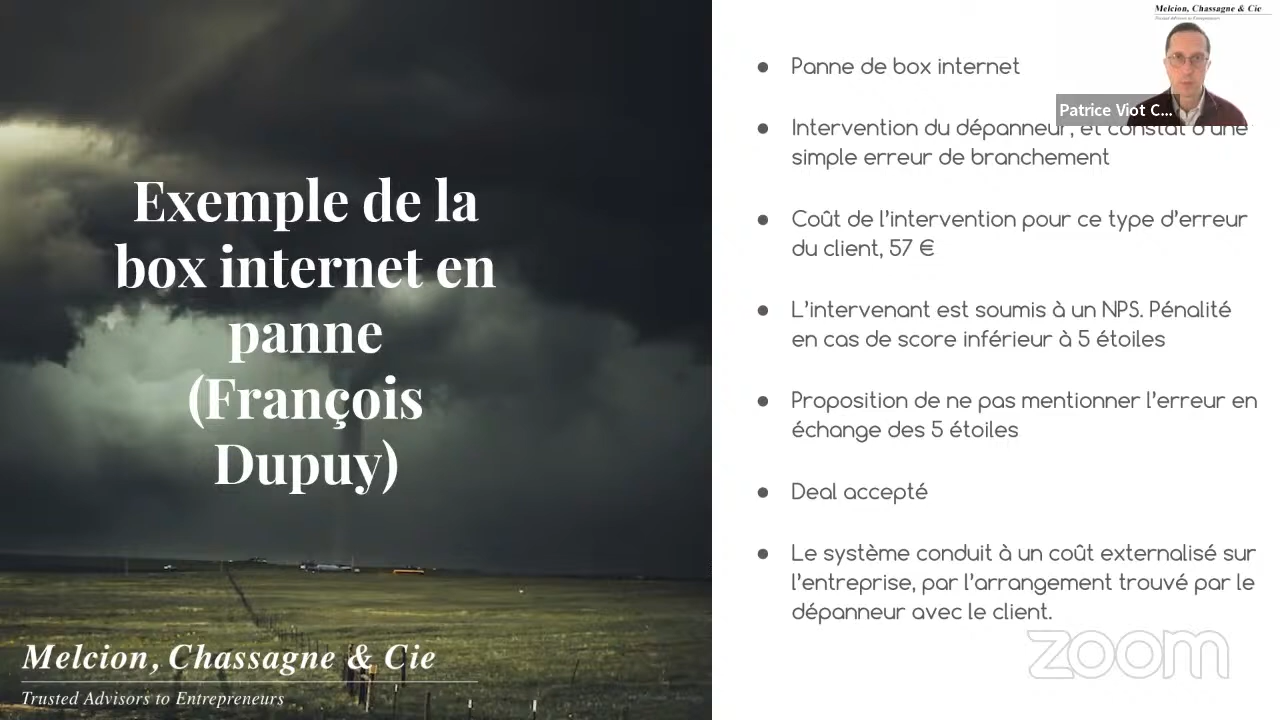 Exemple de la
box internet en
panne
(François
Dupuy)
Melcion, Chassagne & Cie
Trusted Advisors to Entrepreneurs
Melcion, Chassagne & Cie
Trusted Advisors to Entrepreneurs
Patrice Viot C...
● Panne de box internet
● Intervention du dépanneur, et constat d'une
simple erreur de branchement
● Coût de l'intervention pour ce type d'erreur
du client, 57 €
● L'intervenant est soumis à un NPS. Pénalité
en cas de score inférieur à 5 étoiles
● Proposition de ne pas mentionner l'erreur en
échange des 5 étoiles
● Deal accepté
● Le système conduit à un coût externalisé sur
l'entreprise, par l'arrangement trouvé par le
dépanneur avec le client.
zoom